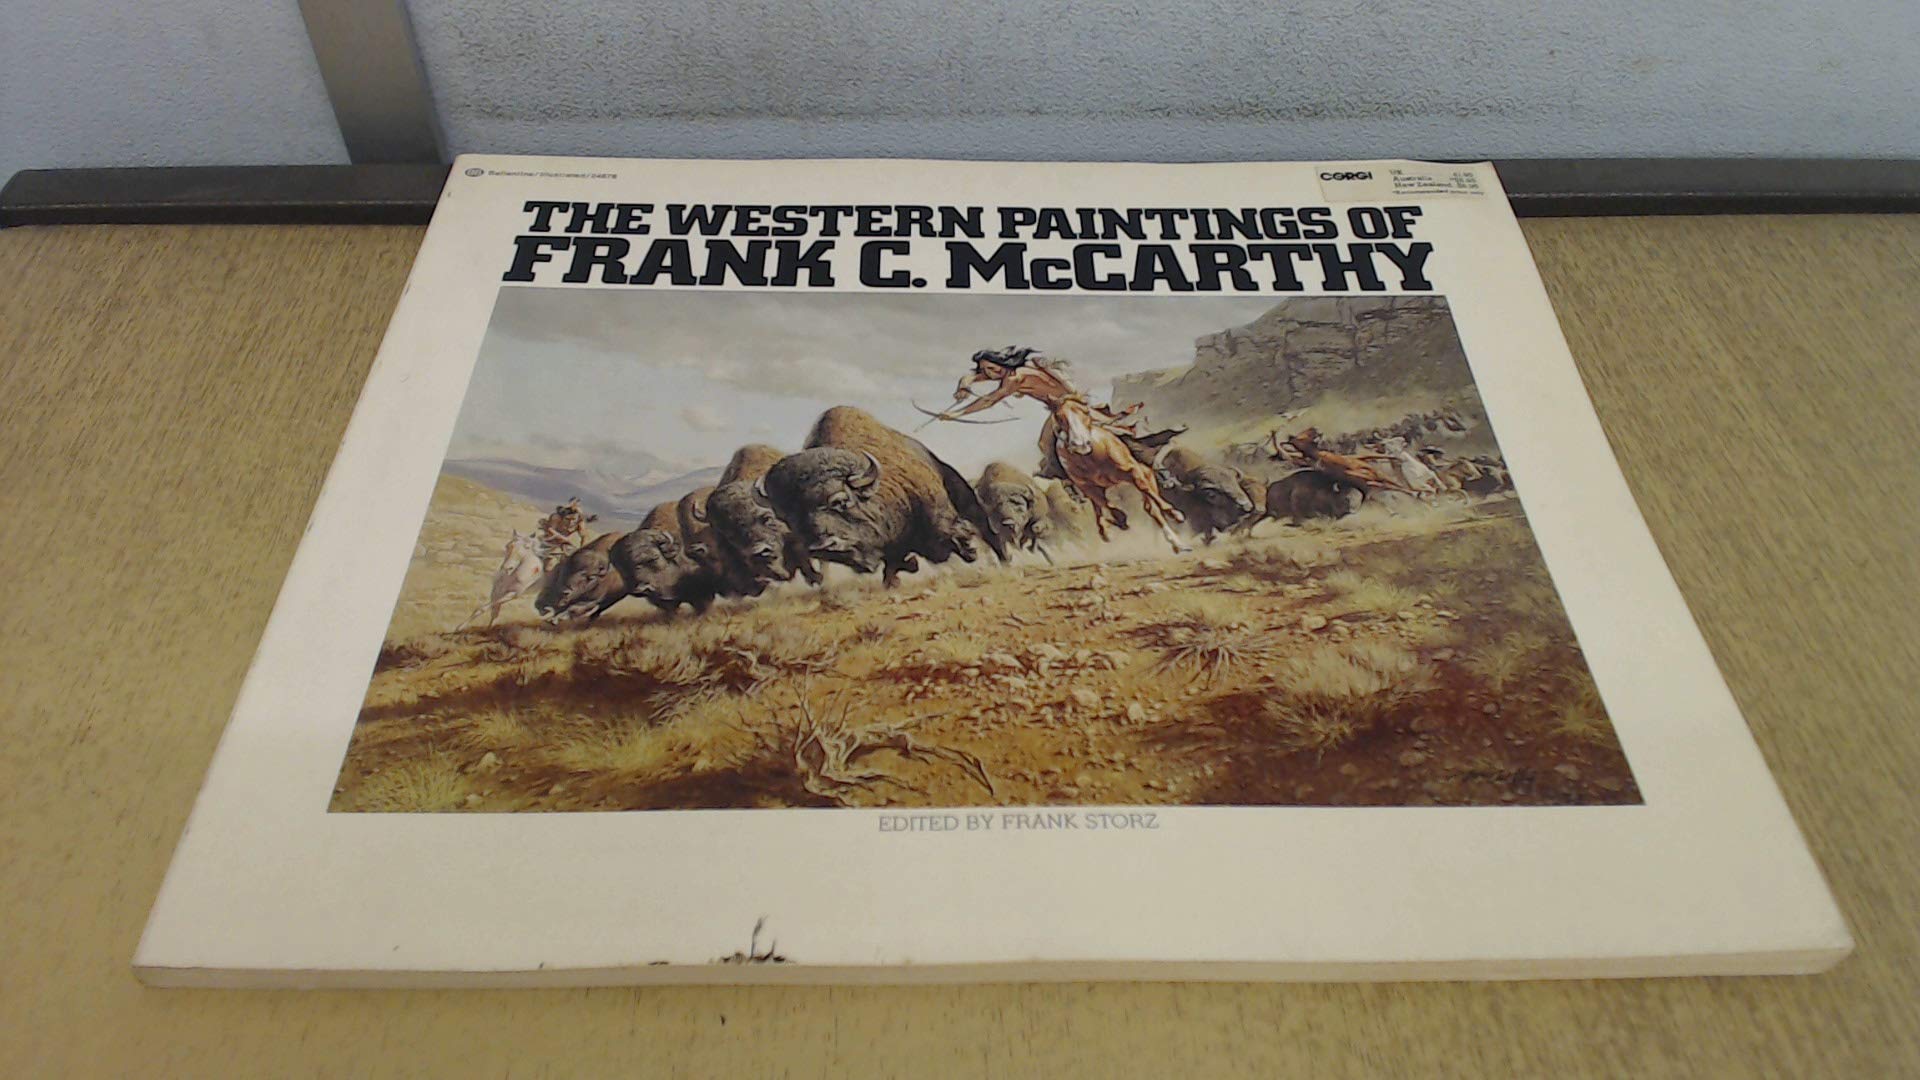 Ballantine/Illustrated/24878
CORGI
UK
Australia
New Zealand
THE WESTERN PAINTINGS OF
FRANK C. McCARTHY
EDITED BY FRANK STORZ